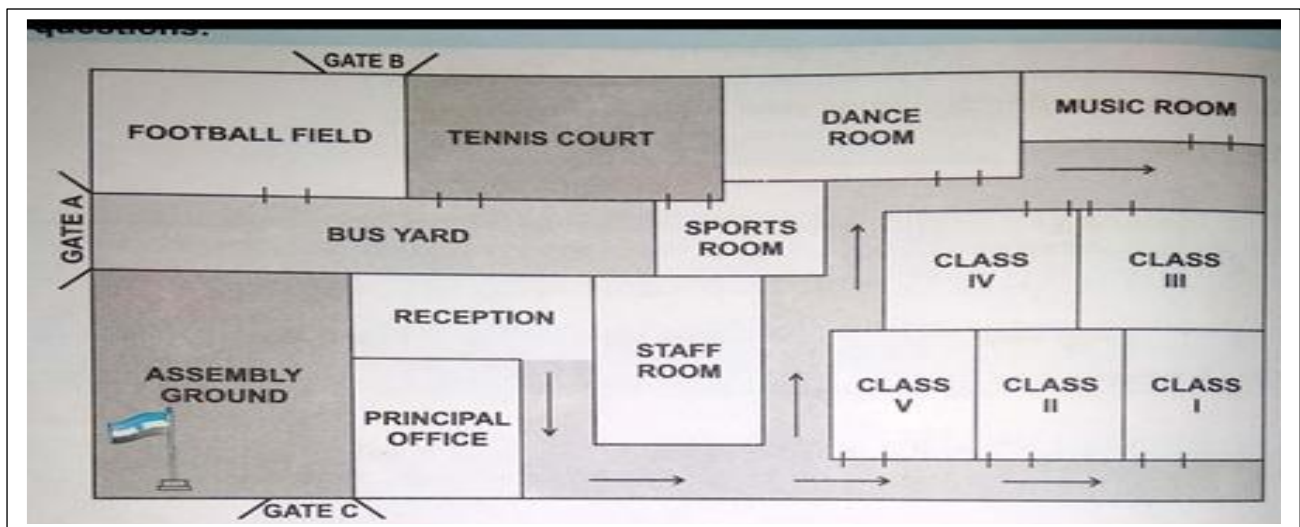 questions:
GATE B
FOOTBALL FIELD
TENNIS COURT
DANCE
ROOM
MUSIC ROOM
GATE A
BUS YARD
SPORTS
ROOM
CLASS
IV
CLASS
III
RECEPTION
STAFF
ROOM
ASSEMBLY
GROUND
PRINCIPAL
OFFICE
CLASS
V
CLASS
II
CLASS
I
GATE C